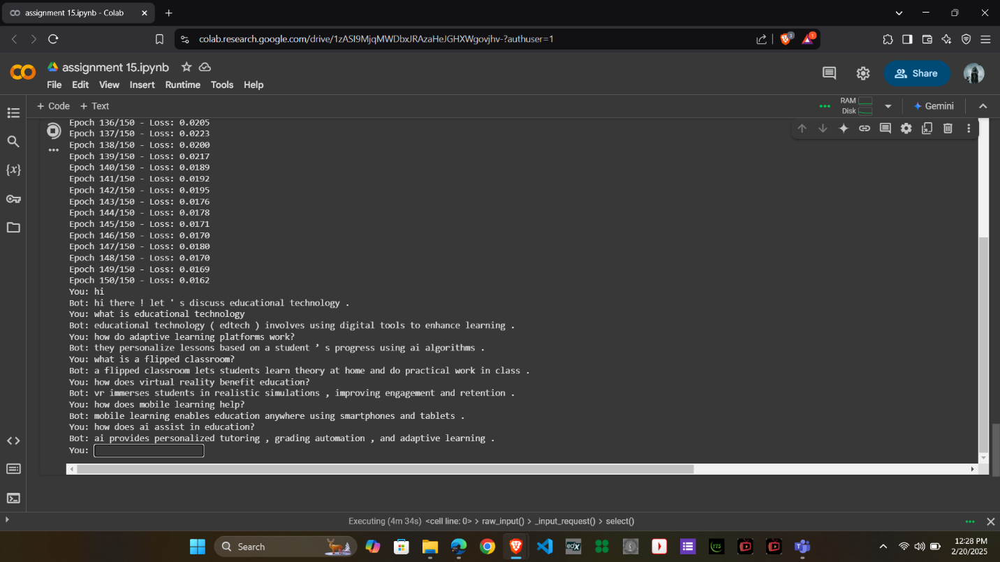 assignment 15.ipynb - Colab
colab.research.google.com/drive/1zASI9MjqMWDbxJRAzaHeJGHXWgovjhv-?authuser=1
3
1
assignment 15.ipynb
File Edit View Insert Runtime Tools Help
Share
+ Code + Text
RAM
Disk
Gemini
Epoch 136/150 - Loss: 0.0205
Epoch 137/150 - Loss: 0.0223
Epoch 138/150 - Loss: 0.0200
Epoch 139/150 - Loss: 0.0217
Epoch 140/150 - Loss: 0.0189
Epoch 141/150 - Loss: 0.0192
Epoch 142/150 - Loss: 0.0195
Epoch 143/150 - Loss: 0.0176
Epoch 144/150 - Loss: 0.0178
Epoch 145/150 - Loss: 0.0171
Epoch 146/150 - Loss: 0.0170
Epoch 147/150 - Loss: 0.0180
Epoch 148/150 - Loss: 0.0170
Epoch 149/150 - Loss: 0.0169
Epoch 150/150 - Loss: 0.0162
You: hi
Bot: hi there ! let ' s discuss educational technology .
You: what is educational technology
Bot: educational technology ( edtech ) involves using digital tools to enhance learning .
You: how do adaptive learning platforms work?
Bot: they personalize lessons based on a student ’ s progress using ai algorithms .
You: what is a flipped classroom?
Bot: a flipped classroom lets students learn theory at home and do practical work in class .
You: how does virtual reality benefit education?
Bot: vr immerses students in realistic simulations , improving engagement and retention .
You: how does mobile learning help?
Bot: mobile learning enables education anywhere using smartphones and tablets .
You: how does ai assist in education?
Bot: ai provides personalized tutoring , grading automation , and adaptive learning .
You:
{x}
Executing (4m 34s) <cell line: 0> > raw_input() > _input_request() > select()
Search
edX
YTS
12:28 PM
2/20/2025